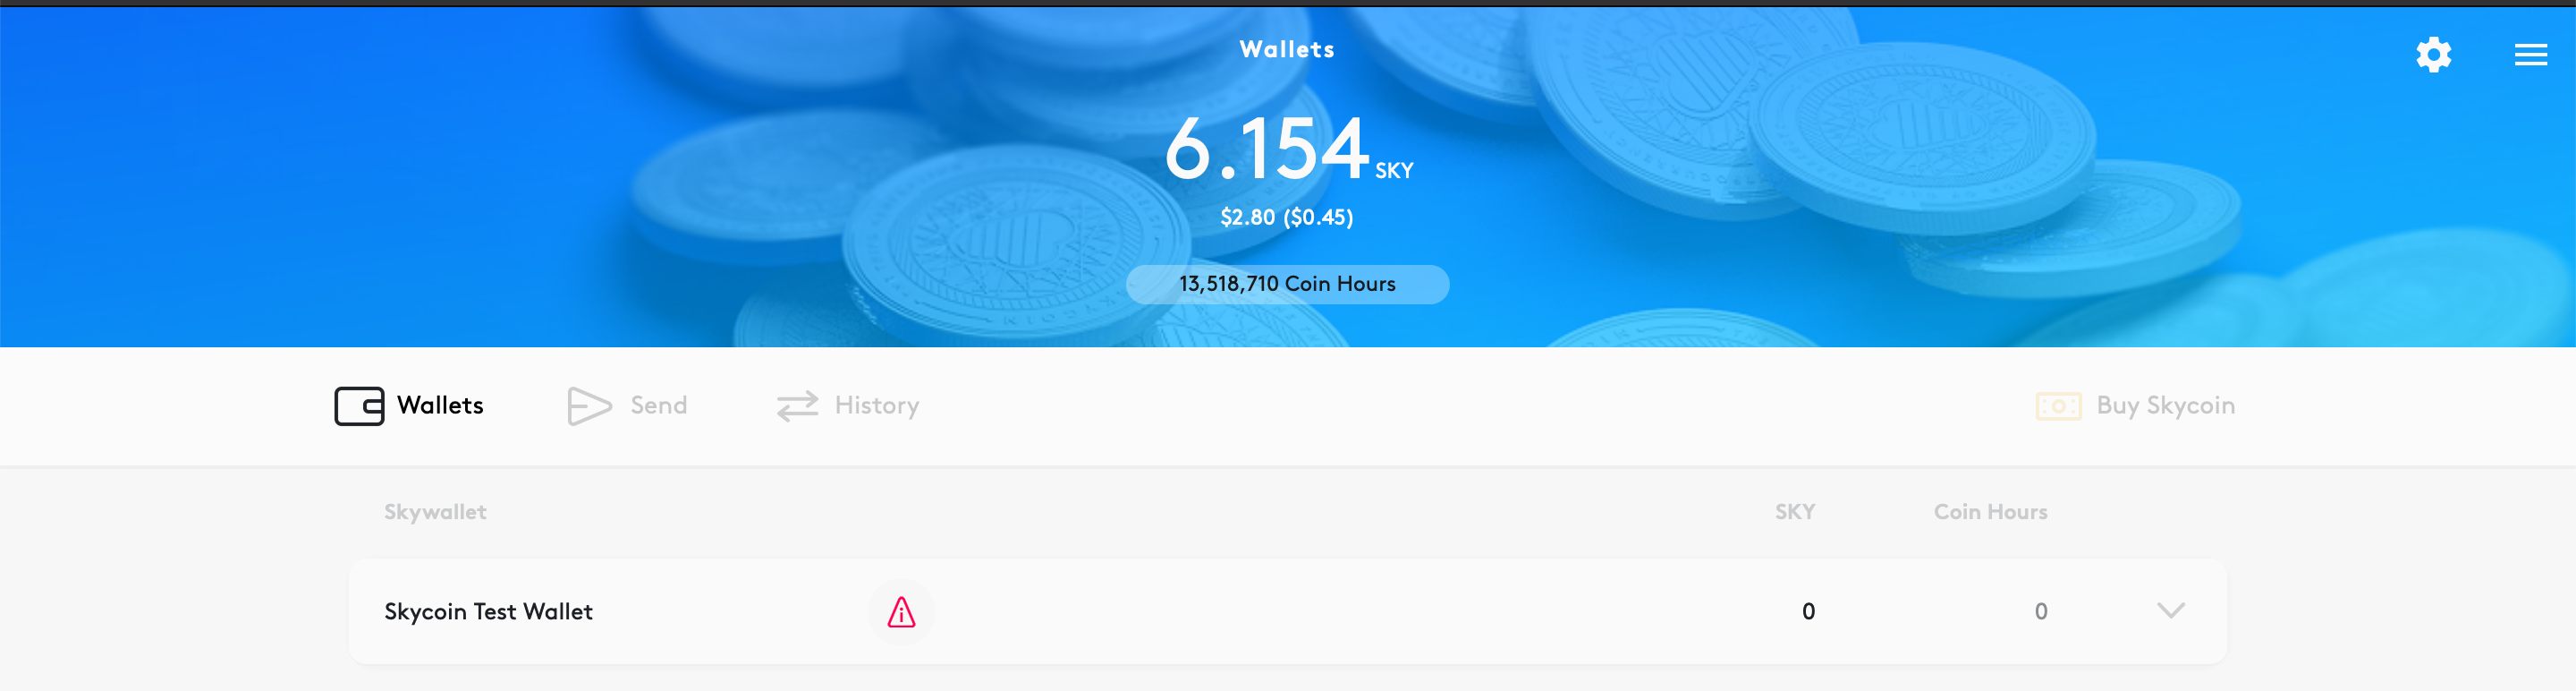 Wallets
6.154 SKY
$2.80 ($0.45)
13,518,710 Coin Hours
Wallets Send History Buy Skycoin
Skywallet SKY Coin Hours
Skycoin Test Wallet 0 0